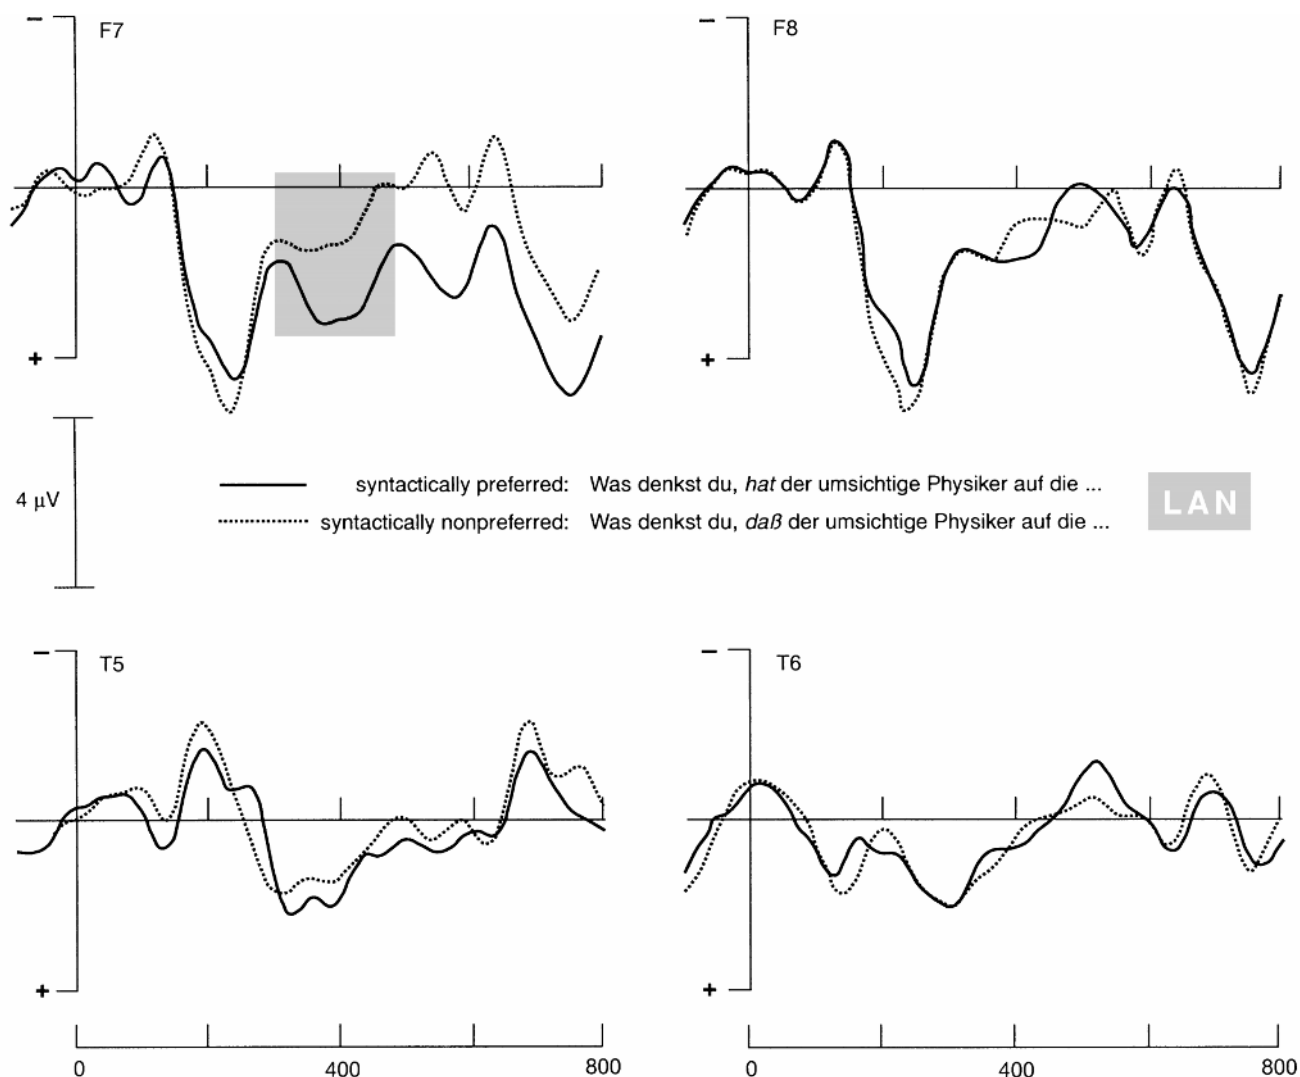 − F7
− F8
+
+
4 µV
syntactically preferred: Was denkst du, hat der umsichtige Physiker auf die ...
syntactically nonpreferred: Was denkst du, daß der umsichtige Physiker auf die ...
LAN
− T5
− T6
+
+
0 400 800
0 400 800